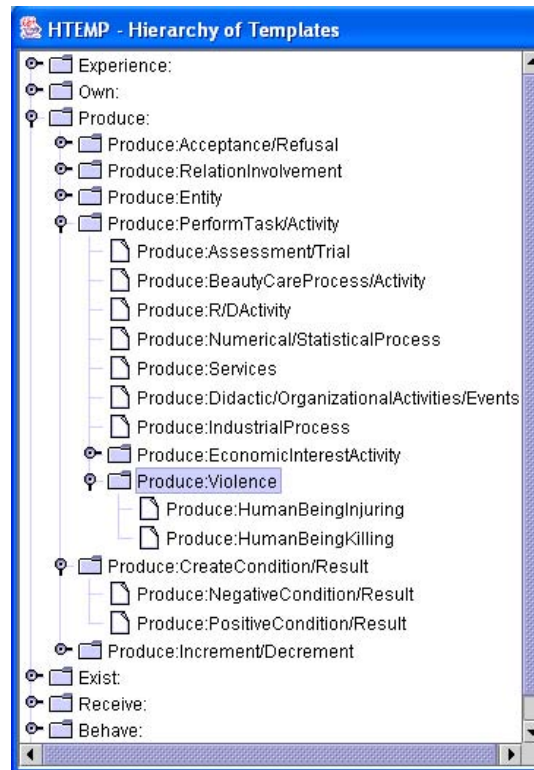 HTEMP - Hierarchy of Templates
Experience:
Own:
Produce:
Produce:Acceptance/Refusal
Produce:RelationInvolvement
Produce:Entity
Produce:PerformTask/Activity
Produce:Assessment/Trial
Produce:BeautyCareProcess/Activity
Produce:R/DActivity
Produce:Numerical/StatisticalProcess
Produce:Services
Produce:Didactic/OrganizationalActivities/Events
Produce:IndustrialProcess
Produce:EconomicInterestActivity
Produce:Violence
Produce:HumanBeingInjuring
Produce:HumanBeingKilling
Produce:CreateCondition/Result
Produce:NegativeCondition/Result
Produce:PositiveCondition/Result
Produce:Increment/Decrement
Exist:
Receive:
Behave: